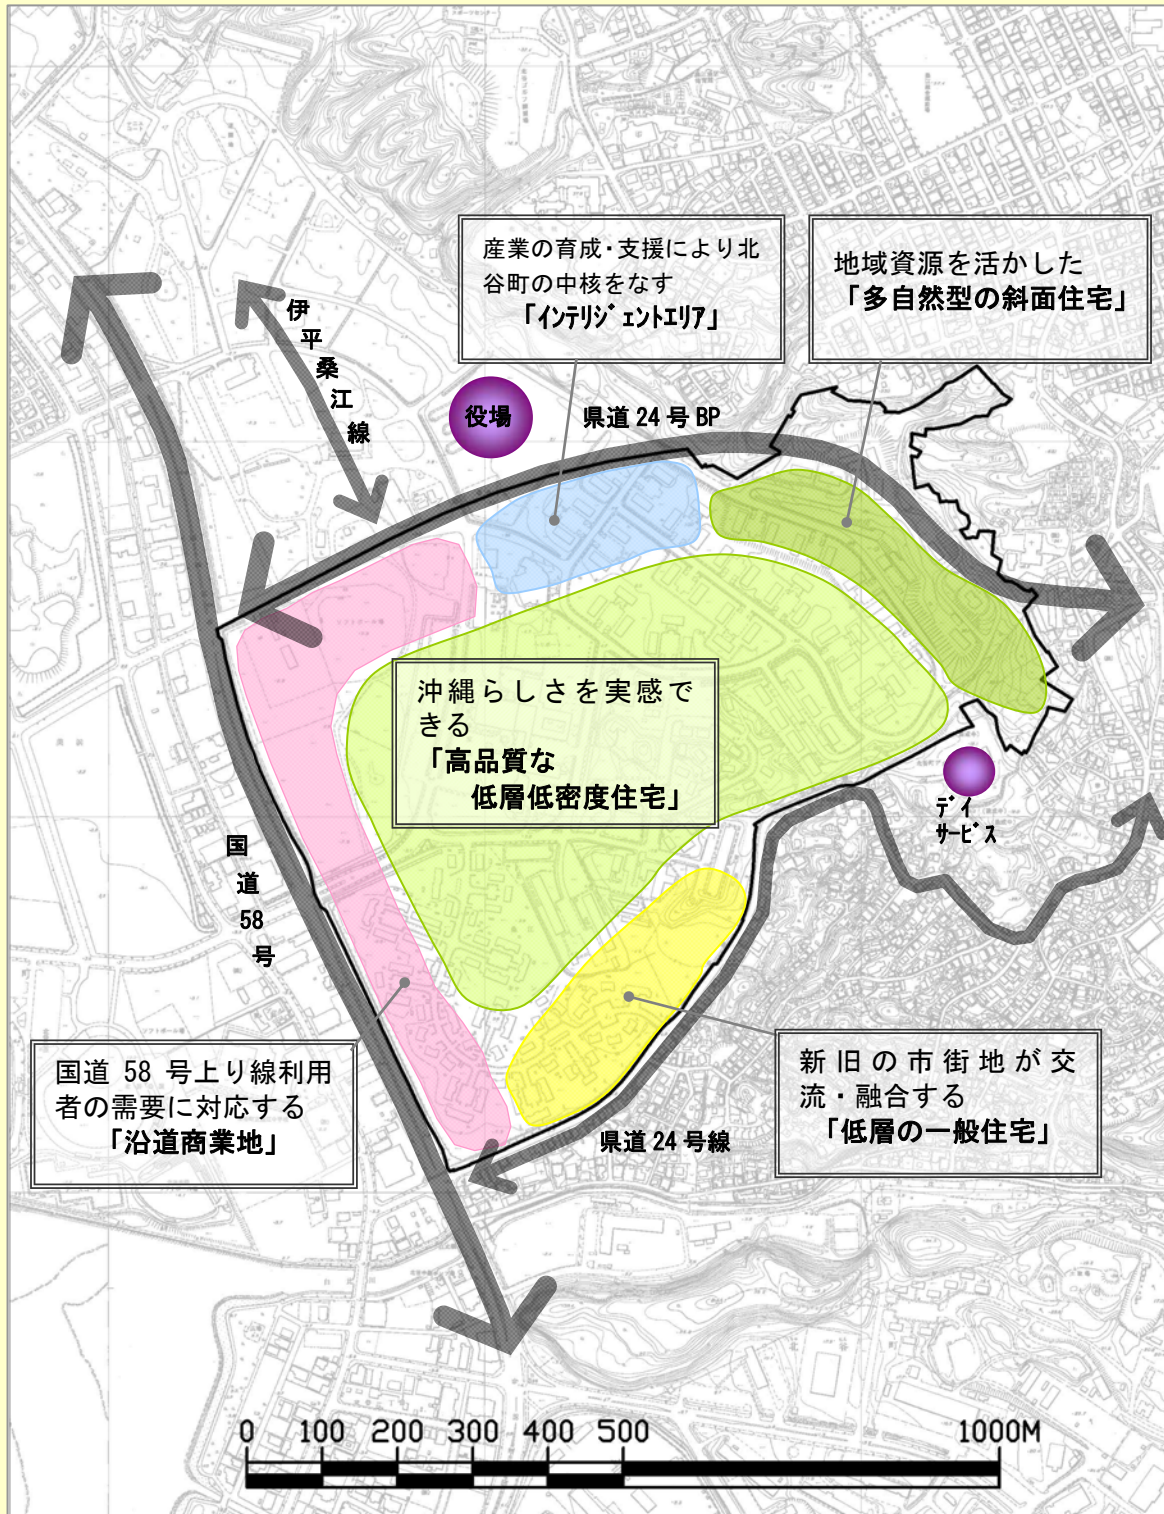 産業の育成・支援により北
谷町の中核をなす
「インテリジェントエリア」
地域資源を活かした
「多自然型の斜面住宅」
伊平桑江線
役場
県道 24 号 BP
沖縄らしさを実感で
きる
「高品質な
低層低密度住宅」
デイ
サービス
国道58号
国道 58 号上り線利用
者の需要に対応する
「沿道商業地」
新旧の市街地が交
流・融合する
「低層の一般住宅」
県道 24 号線
0 100 200 300 400 500 1000M